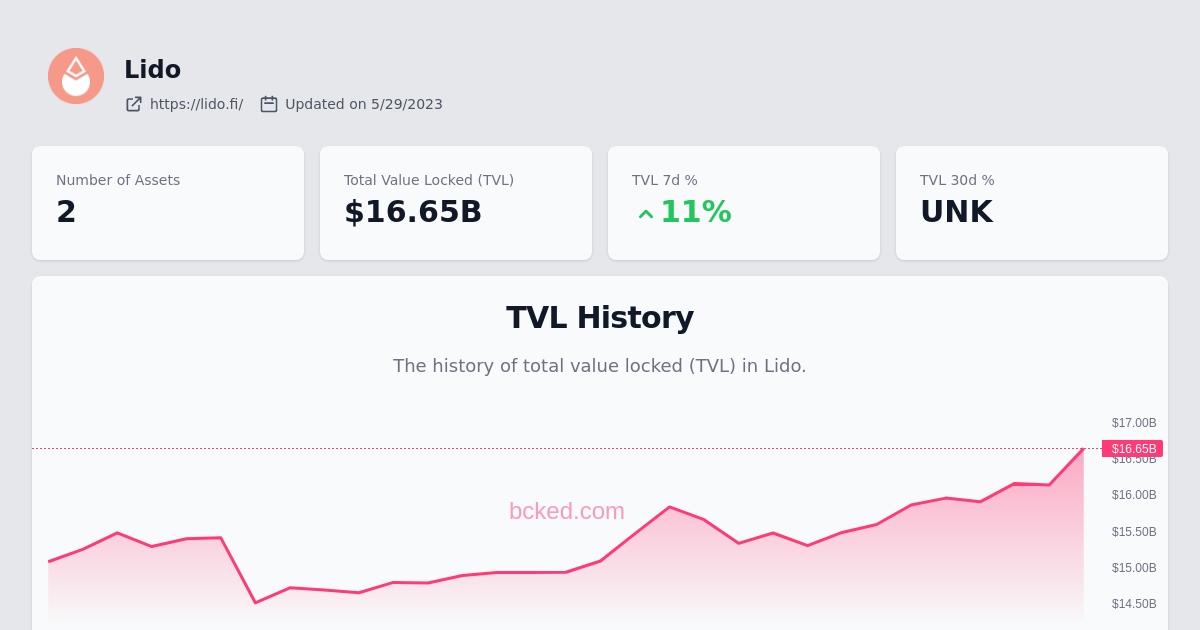 Lido
https://lido.fi/ Updated on 5/29/2023
Number of Assets
2
Total Value Locked (TVL)
$16.65B
TVL 7d %
11%
TVL 30d %
UNK
TVL History
The history of total value locked (TVL) in Lido.
$17.00B
$16.65B
$16.50B
$16.00B
bcked.com
$15.50B
$15.00B
$14.50B